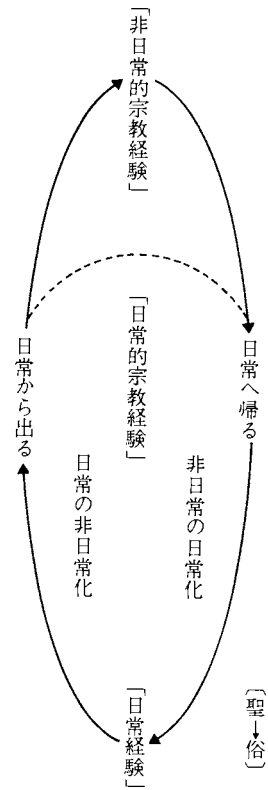 「非日常的宗教経験」
日常へ帰る
「日常的宗教経験」
日常から出る
非日常の日常化
日常の非日常化
〔聖→俗〕
「日常経験」